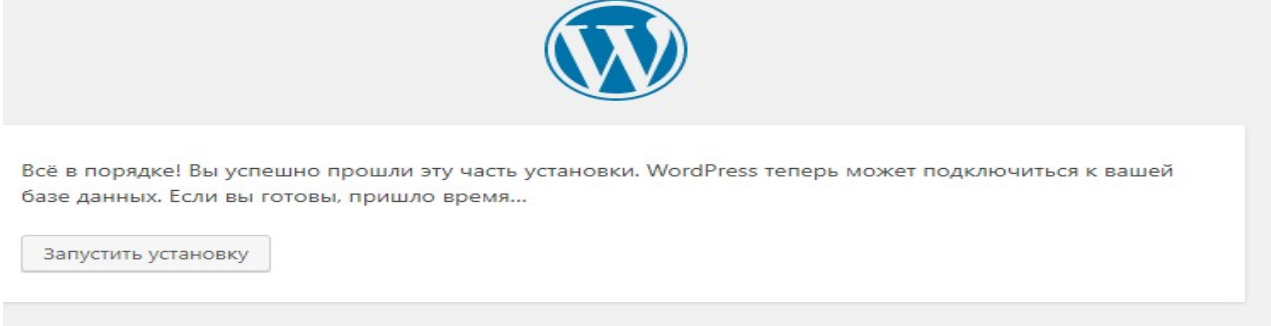 Всё в порядке! Вы успешно прошли эту часть установки. WordPress теперь может подключиться к вашей
базе данных. Если вы готовы, пришло время...
Запустить установку